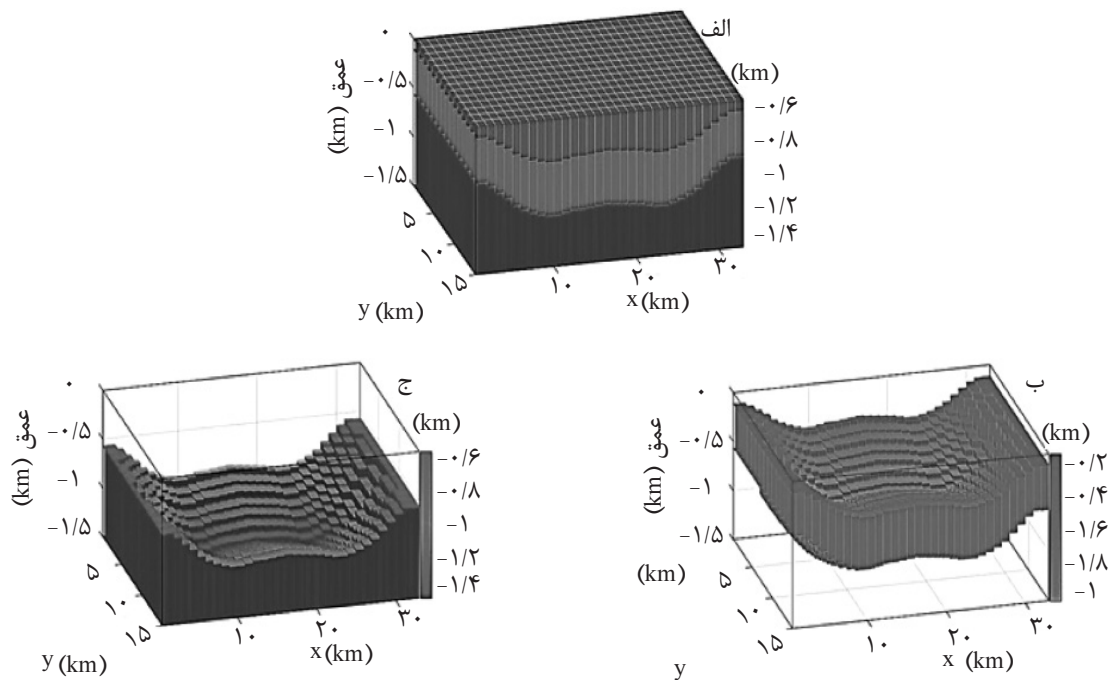 الف
(km)
عمق (km)
۰
-۰/۵
-۱
-۱/۵
-۰/۶
-۰/۸
-۱
-۱/۲
-۱/۴
۵
۱۰
۱۵
۱۰
۲۰
۳۰
y (km)
x (km)
ب
(km)
عمق (km)
۰
-۰/۵
-۱
-۱/۵
-۰/۲
-۰/۴
-۱/۶
-۱/۸
-۱
(km)
۵
۱۰
۱۵
۱۰
۲۰
۳۰
y
x (km)
ج
(km)
عمق (km)
۰
-۰/۵
-۱
-۱/۵
-۰/۶
-۰/۸
-۱
-۱/۲
-۱/۴
۵
۱۰
۱۵
۱۰
۲۰
۳۰
y (km)
x (km)